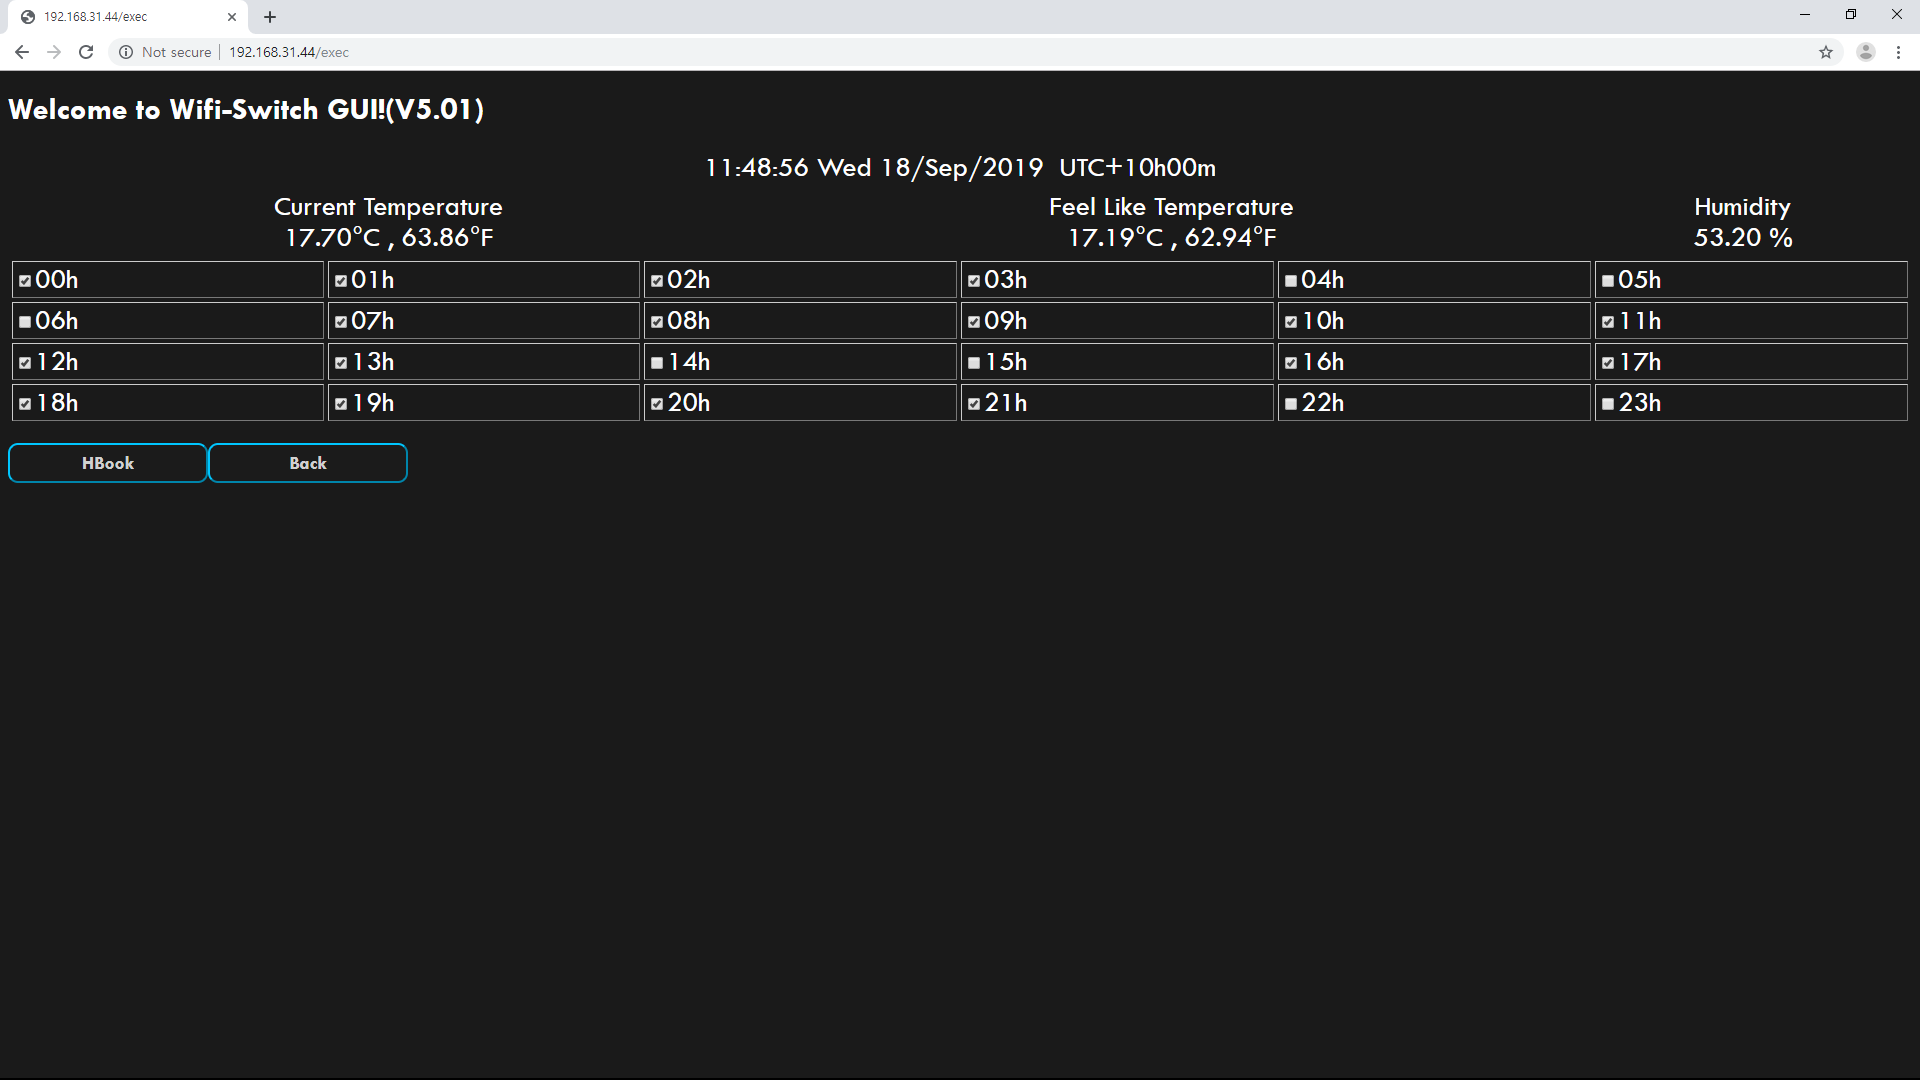 192.168.31.44/exec
Not secure 192.168.31.44/exec
Welcome to Wifi-Switch GUI!(V5.01)
11:48:56 Wed 18/Sep/2019 UTC+10h00m
Current Temperature Feel Like Temperature Humidity
17.70°C , 63.86°F 17.19°C , 62.94°F 53.20 %
00h 01h 02h 03h 04h 05h
06h 07h 08h 09h 10h 11h
12h 13h 14h 15h 16h 17h
18h 19h 20h 21h 22h 23h
HBook Back